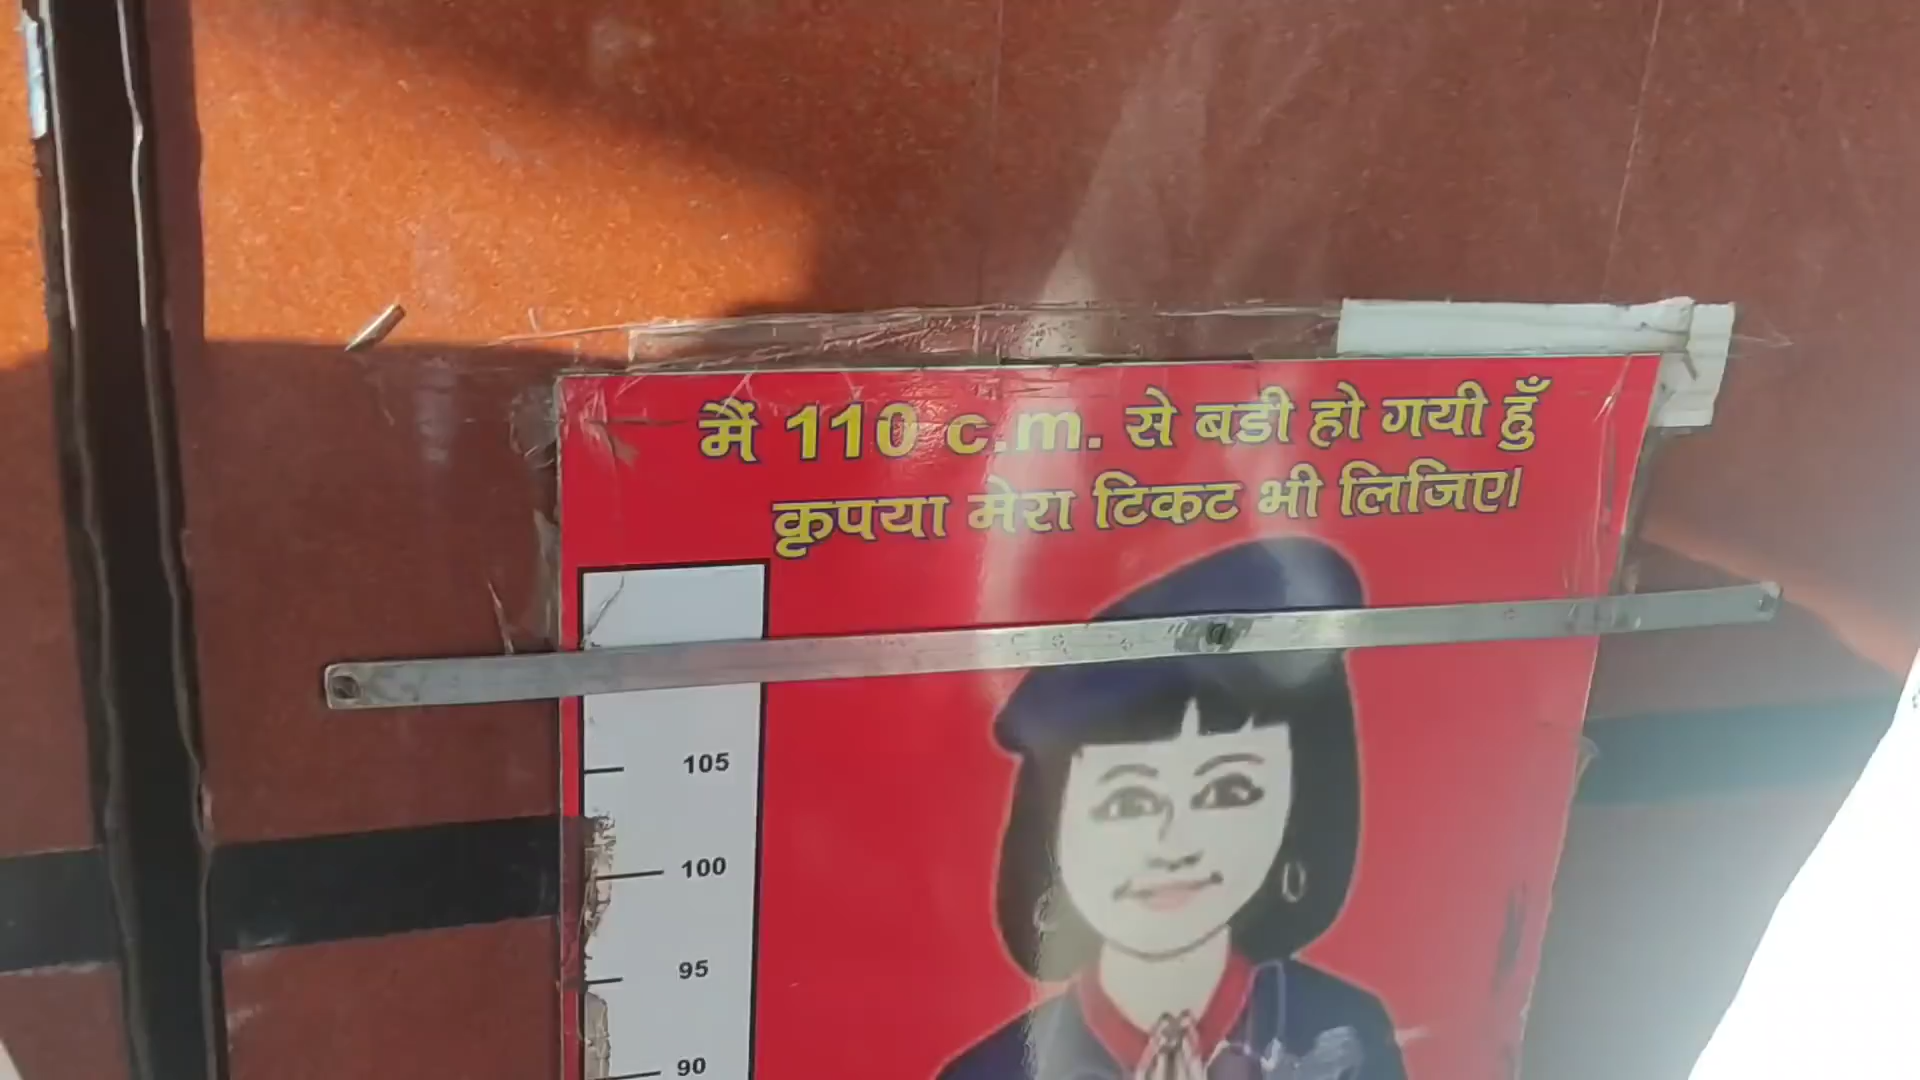 मैं 110 c.m. से बडी हो गयी हुँ
कृपया मेरा टिकट भी लिजिए।
105
100
95
90